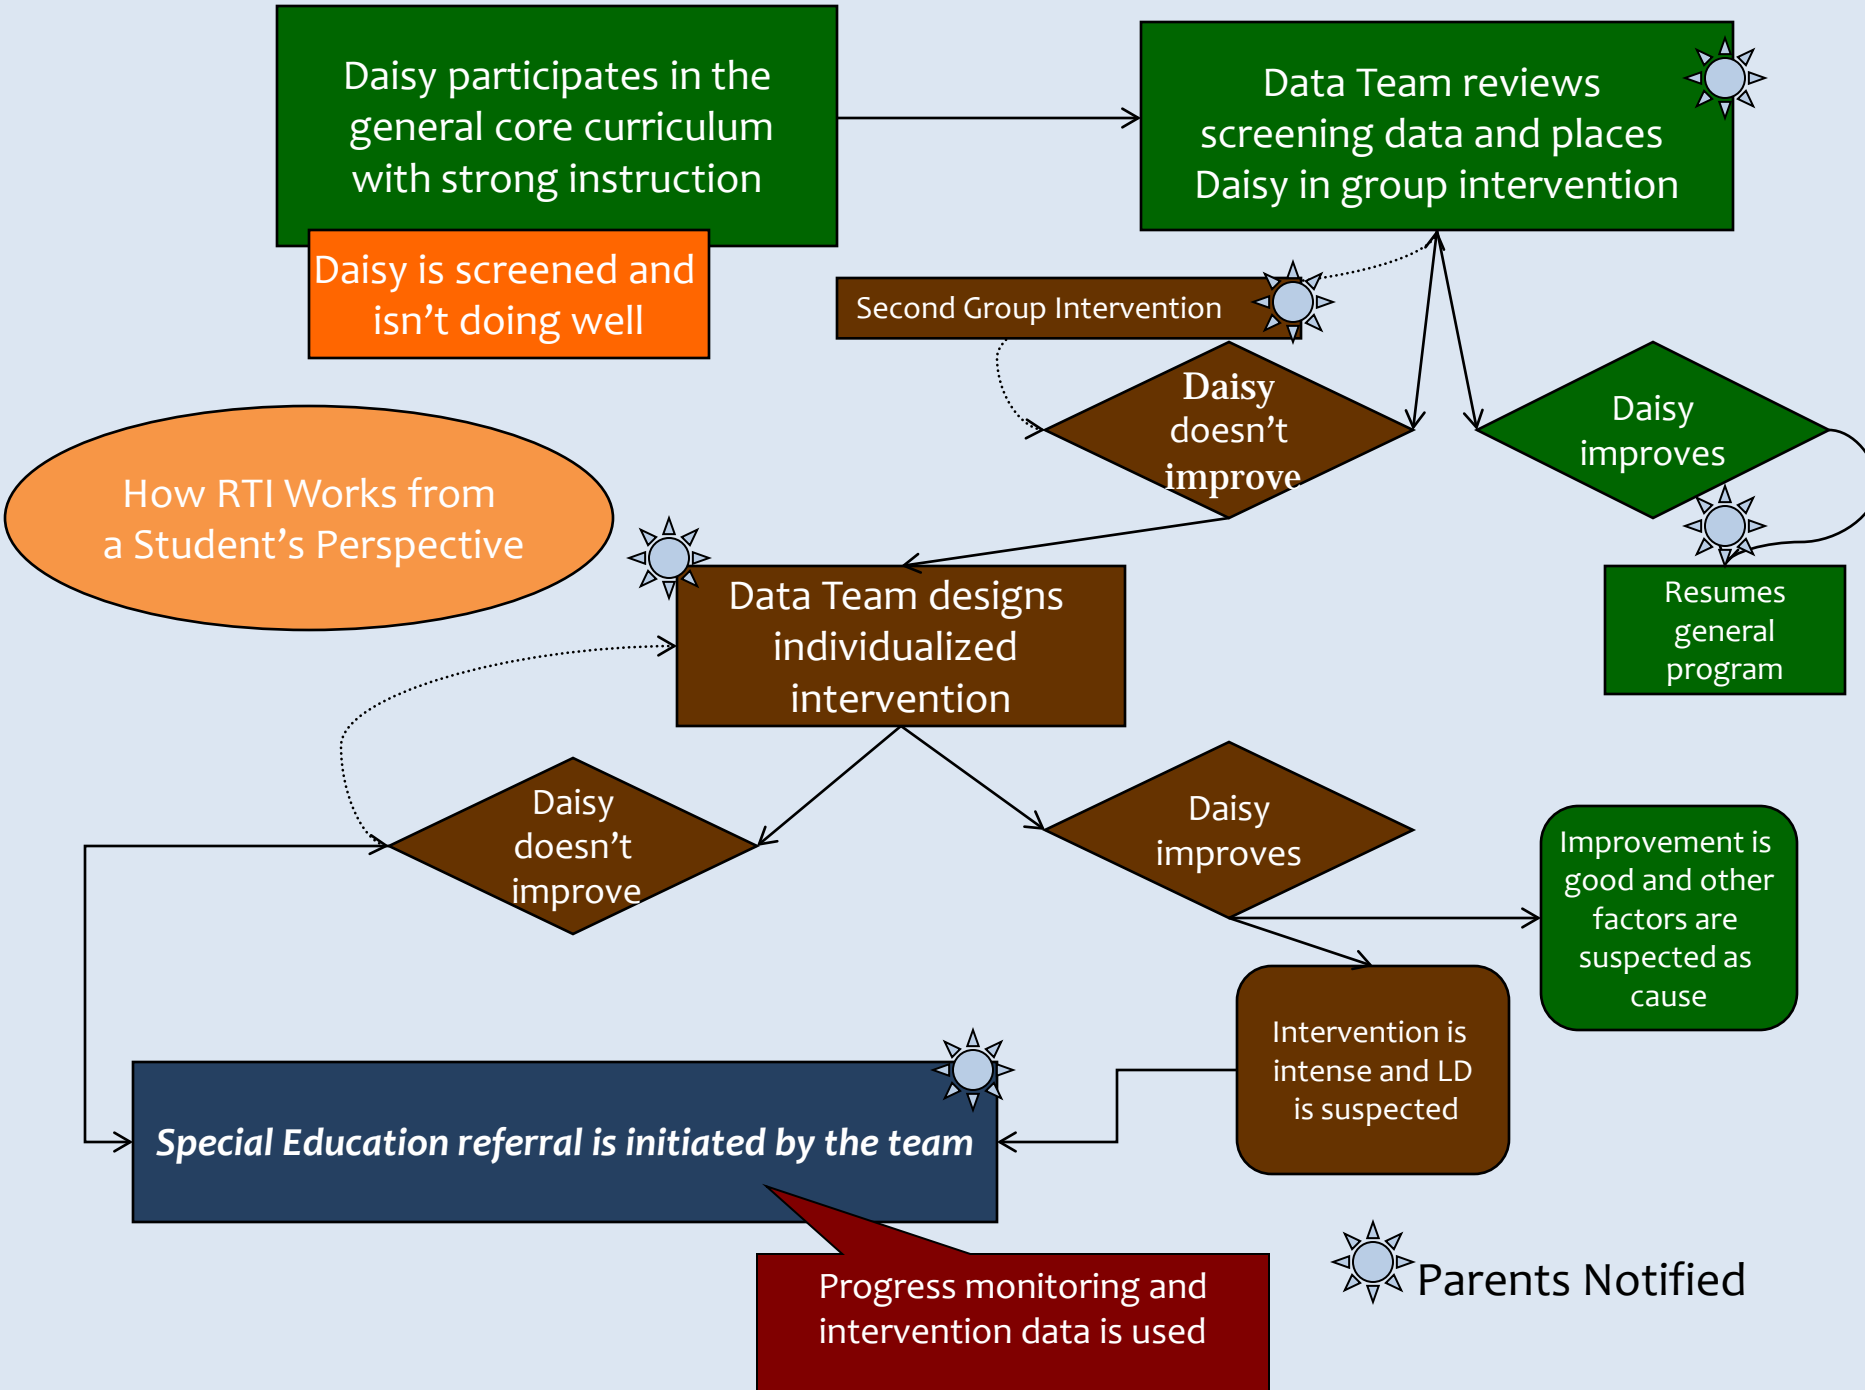 Daisy participates in the
general core curriculum
with strong instruction
Data Team reviews
screening data and places
Daisy in group intervention
Daisy is screened and
isn't doing well
Second Group Intervention
Daisy
doesn't
improve
Daisy
improves
How RTI Works from
a Student's Perspective
Resumes
general
program
Data Team designs
individualized
intervention
Daisy
doesn't
improve
Daisy
improves
Improvement is
good and other
factors are
suspected as
cause
Intervention is
intense and LD
is suspected
Special Education referral is initiated by the team
Progress monitoring and
intervention data is used
Parents Notified